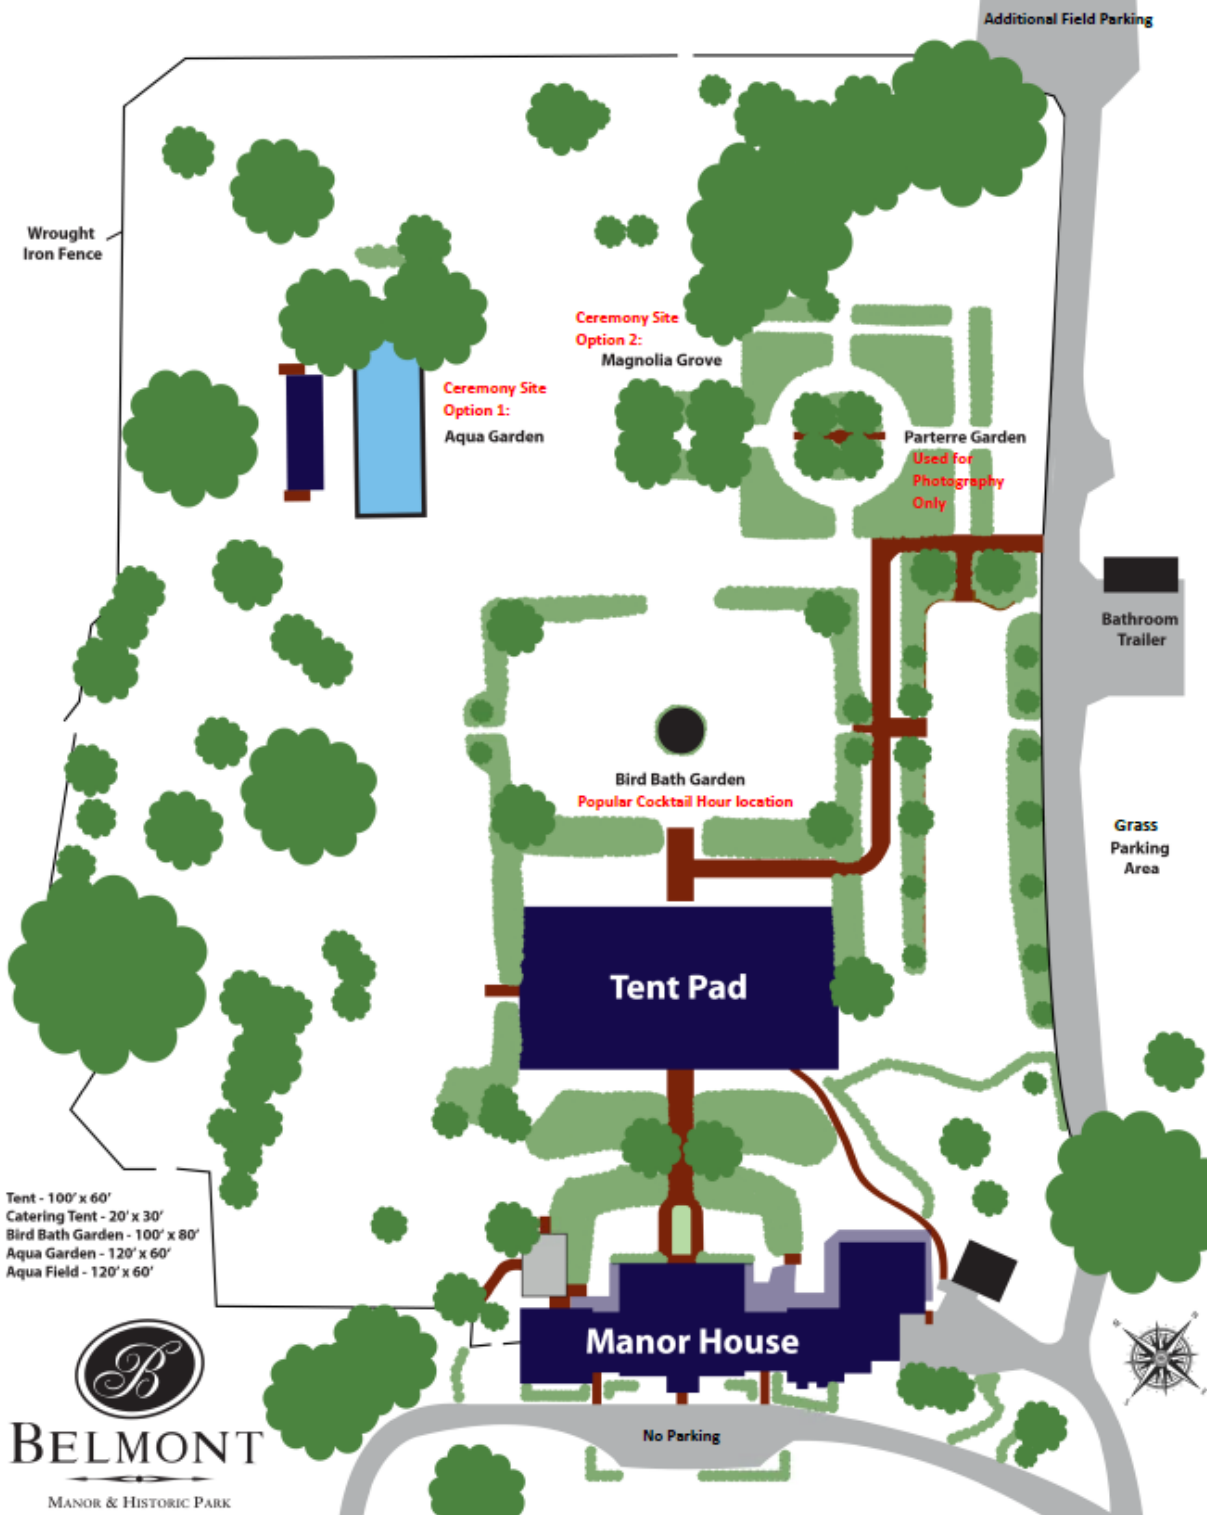 Additional Field Parking
Wrought
Iron Fence
Ceremony Site
Option 2:
Magnolia Grove
Ceremony Site
Option 1:
Aqua Garden
Parterre Garden
Used for
Photography
Only
Bathroom
Trailer
Bird Bath Garden
Popular Cocktail Hour location
Grass
Parking
Area
Tent Pad
Tent - 100' x 60'
Catering Tent - 20' x 30'
Bird Bath Garden - 100' x 80'
Aqua Garden - 120' x 60'
Aqua Field - 120' x 60'
Manor House
No Parking
B
BELMONT
MANOR & HISTORIC PARK